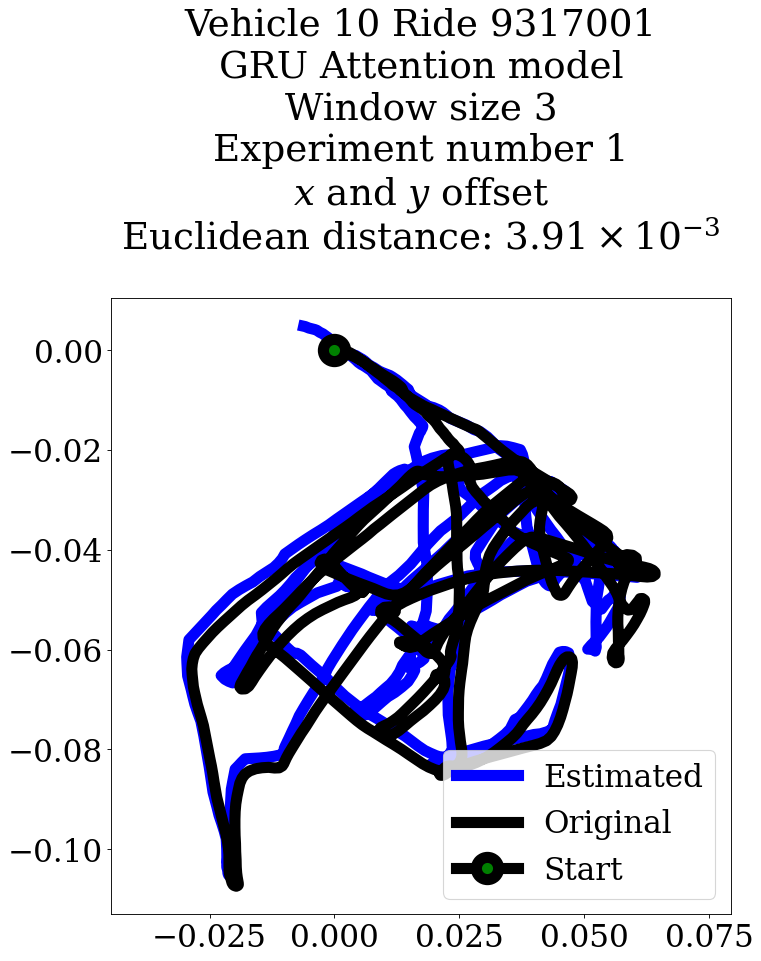 Vehicle 10 Ride 9317001
GRU Attention model
Window size 3
Experiment number 1
x and y offset
Euclidean distance: 3.91 × 10⁻³
0.00
−0.02
−0.04
−0.06
−0.08
−0.10
Estimated
Original
Start
−0.025 0.000 0.025 0.050 0.075